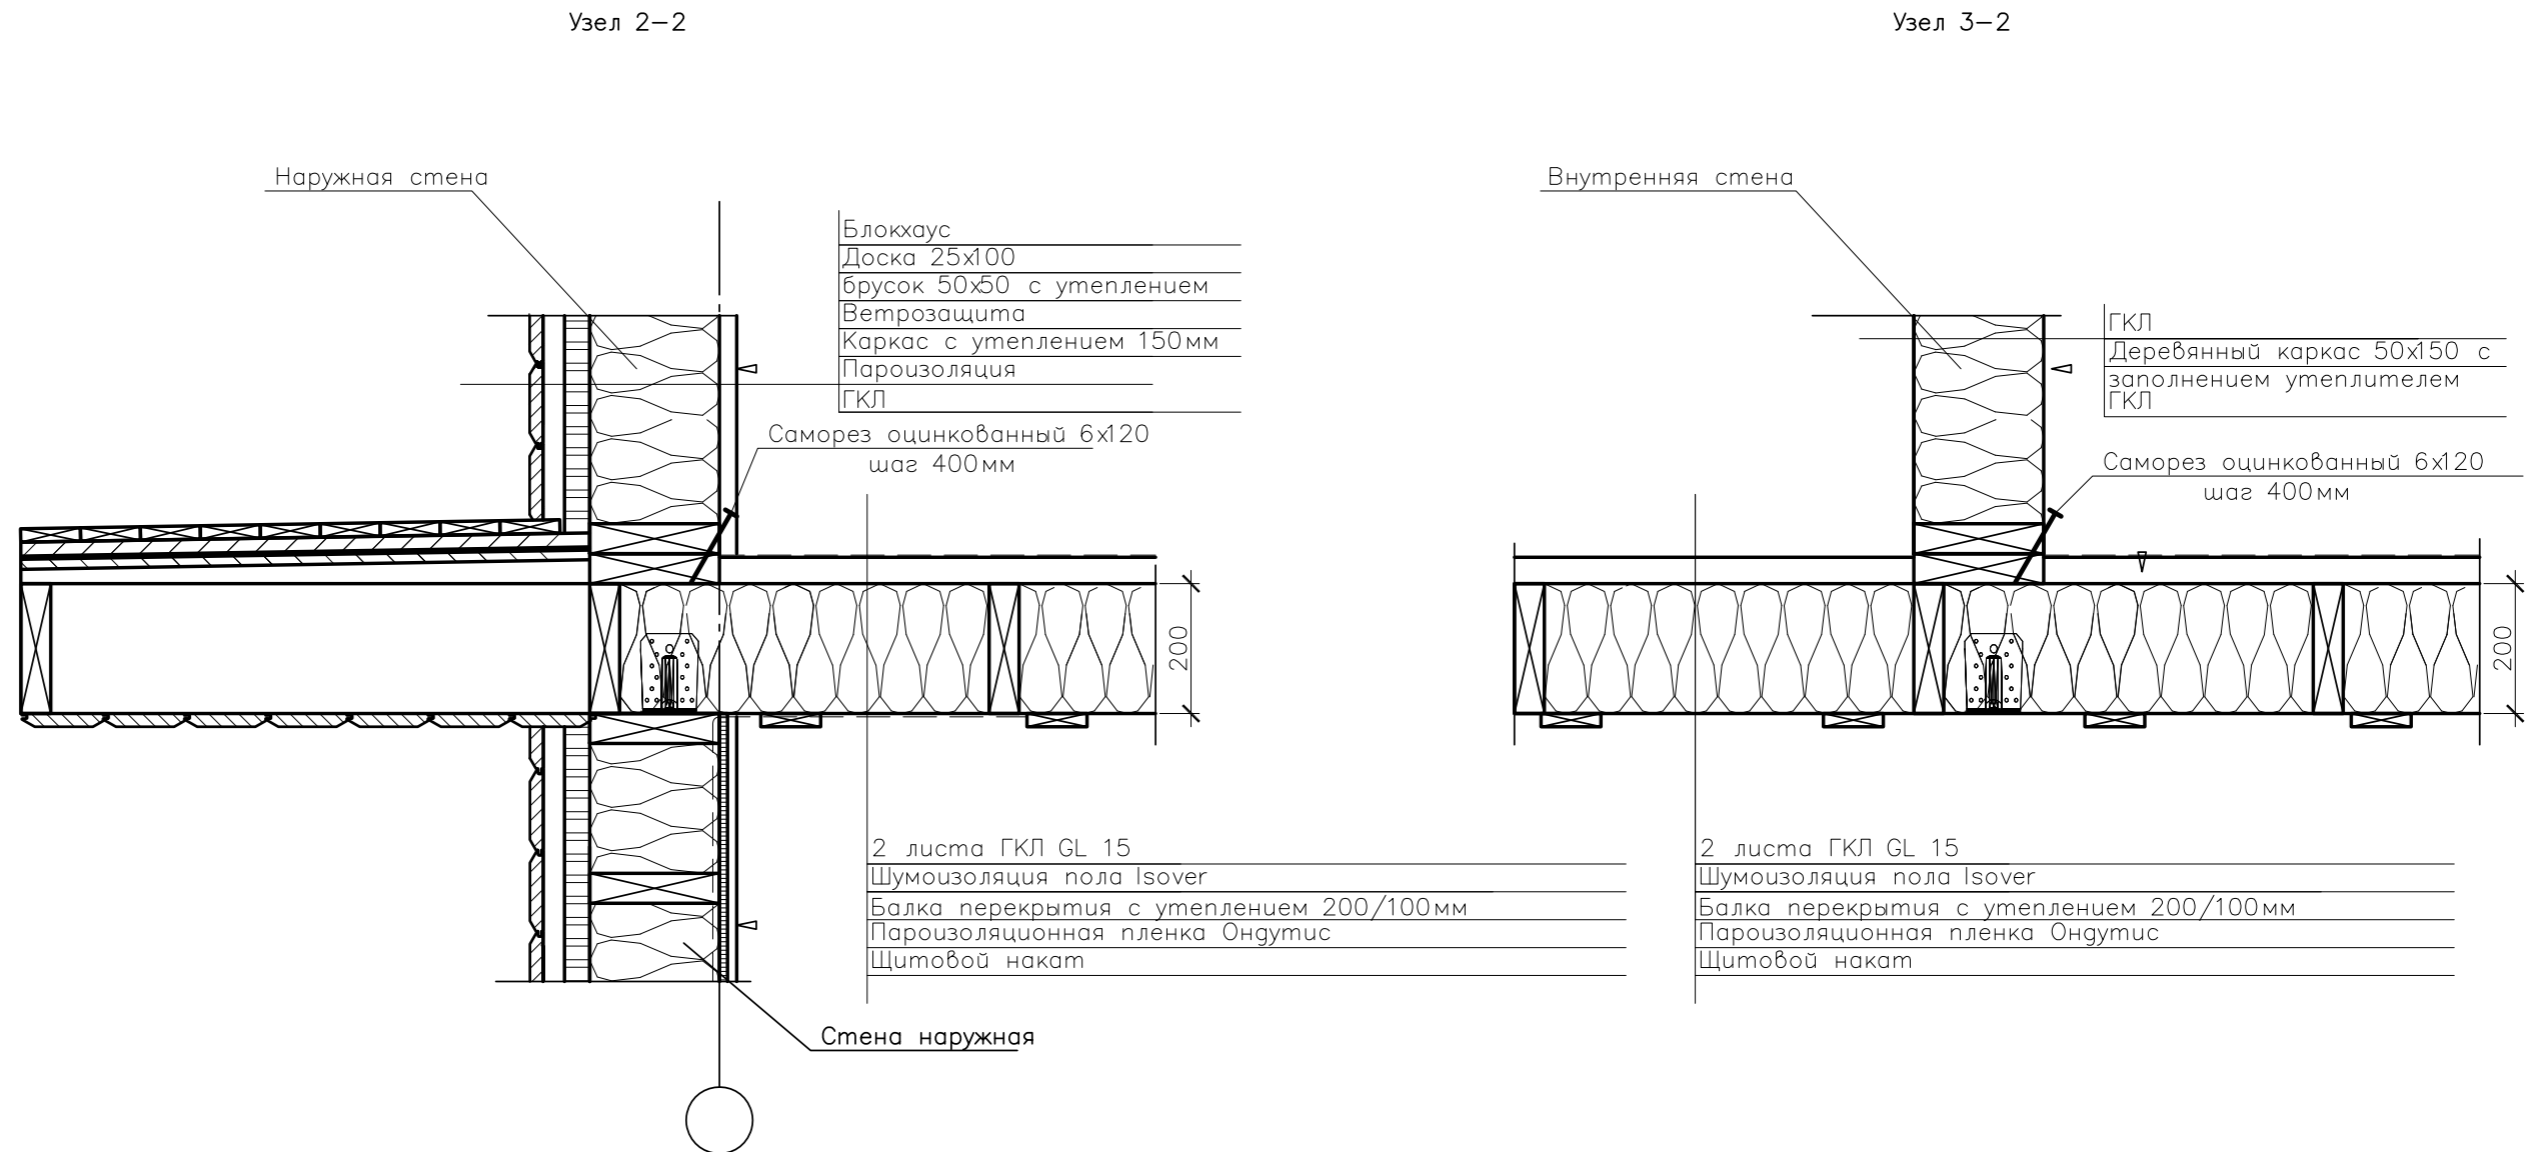 Узел 2-2
Наружная стена
Блокхаус
Доска 25х100
брусок 50х50 с утеплением
Ветрозащита
Каркас с утеплением 150мм
Пароизоляция
ГКЛ
Саморез оцинкованный 6х120
шаг 400мм
200
2 листа ГКЛ GL 15
Шумоизоляция пола Isover
Балка перекрытия с утеплением 200/100мм
Пароизоляционная пленка Ондутис
Щитовой накат
Стена наружная
Узел 3-2
Внутренняя стена
ГКЛ
Деревянный каркас 50х150 с
заполнением утеплителем
ГКЛ
Саморез оцинкованный 6х120
шаг 400мм
200
2 листа ГКЛ GL 15
Шумоизоляция пола Isover
Балка перекрытия с утеплением 200/100мм
Пароизоляционная пленка Ондутис
Щитовой накат